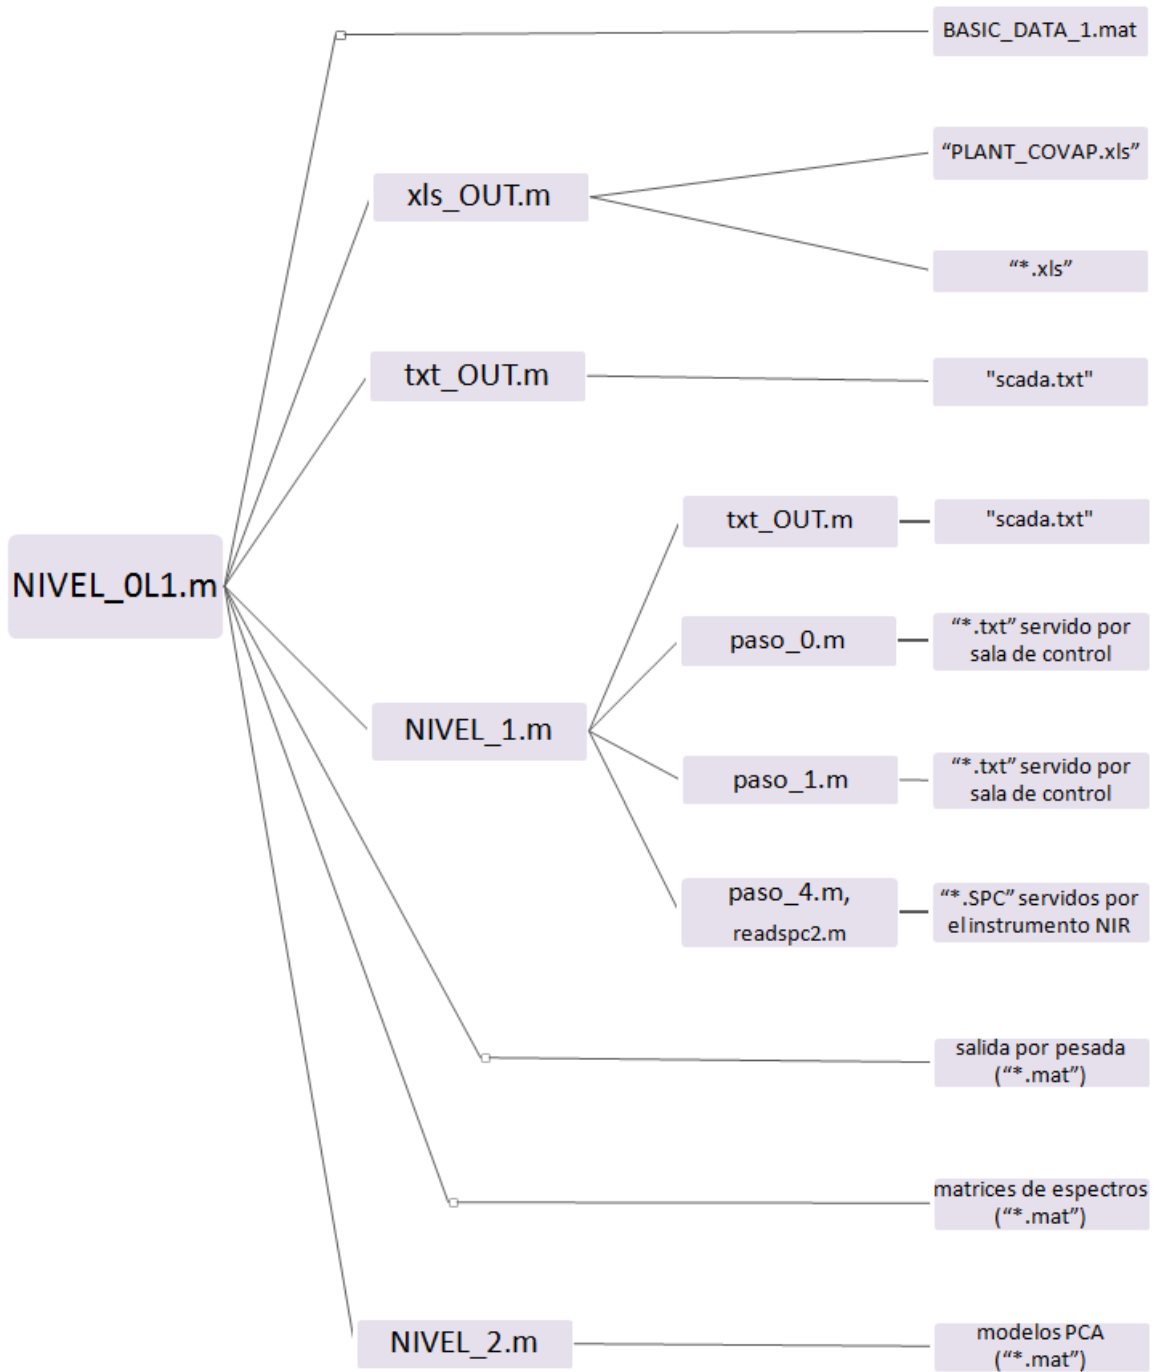 BASIC_DATA_1.mat
“PLANT_COVAP.xls”
xls_OUT.m
“*.xls”
txt_OUT.m
"scada.txt"
txt_OUT.m
"scada.txt"
NIVEL_0L1.m
paso_0.m
“*.txt” servido por
sala de control
NIVEL_1.m
paso_1.m
“*.txt” servido por
sala de control
paso_4.m,
readspc2.m
“*.SPC” servidos por
el instrumento NIR
salida por pesada
(“*.mat”)
matrices de espectros
(“*.mat”)
NIVEL_2.m
modelos PCA
(“*.mat”)